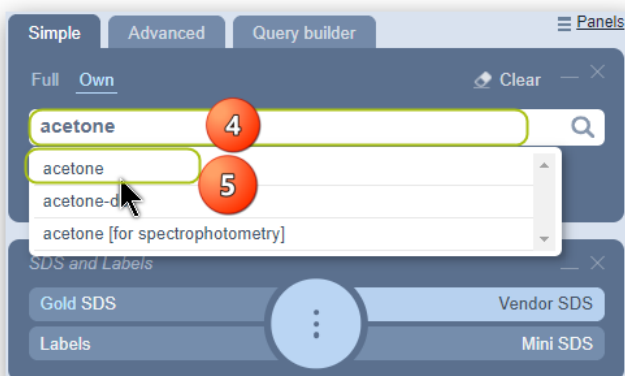 Simple Advanced Query builder Panels
Full Own Clear
acetone 4
acetone
5
acetone-d
acetone [for spectrophotometry]
SDS and Labels
Gold SDS Vendor SDS
Labels Mini SDS